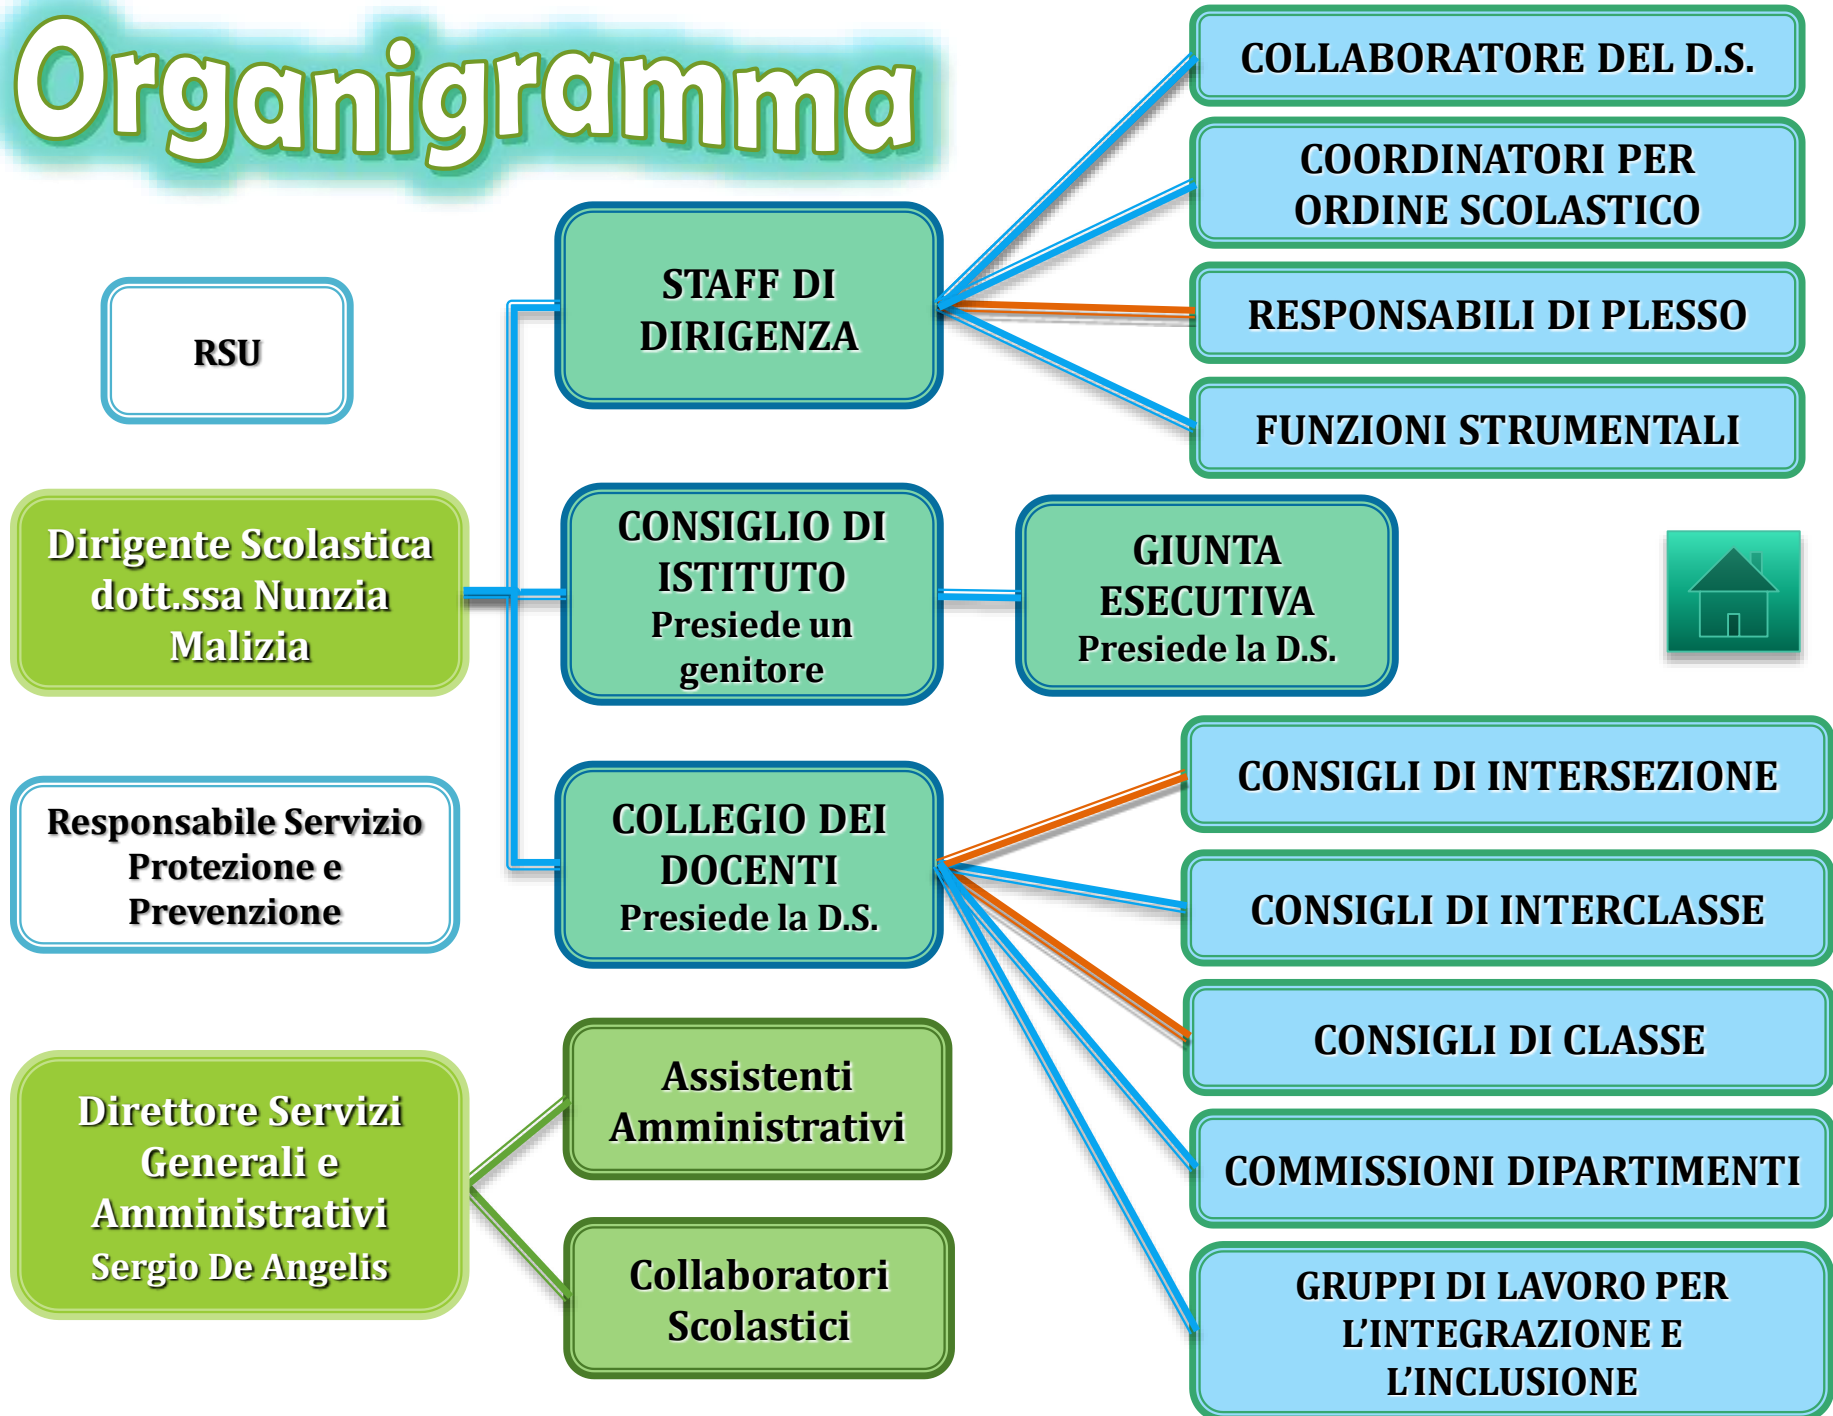 Organigramma
COLLABORATORE DEL D.S.
COORDINATORI PER
ORDINE SCOLASTICO
RESPONSABILI DI PLESSO
FUNZIONI STRUMENTALI
STAFF DI
DIRIGENZA
RSU
Dirigente Scolastica
dott.ssa Nunzia
Malizia
CONSIGLIO DI
ISTITUTO
Presiede un
genitore
GIUNTA
ESECUTIVA
Presiede la D.S.
Responsabile Servizio
Protezione e
Prevenzione
COLLEGIO DEI
DOCENTI
Presiede la D.S.
CONSIGLI DI INTERSEZIONE
CONSIGLI DI INTERCLASSE
CONSIGLI DI CLASSE
COMMISSIONI DIPARTIMENTI
GRUPPI DI LAVORO PER
L’INTEGRAZIONE E
L’INCLUSIONE
Direttore Servizi
Generali e
Amministrativi
Sergio De Angelis
Assistenti
Amministrativi
Collaboratori
Scolastici